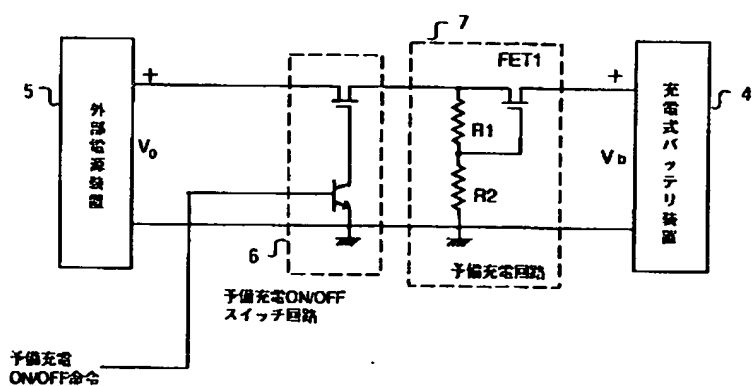 7
FET1
5
外部電源装置
+
V₀
6
予備充電ON/OFF
スイッチ回路
R1
R2
予備充電回路
+
Vb
充電式バッテリ装置
4
予備充電
ON/OFF命令